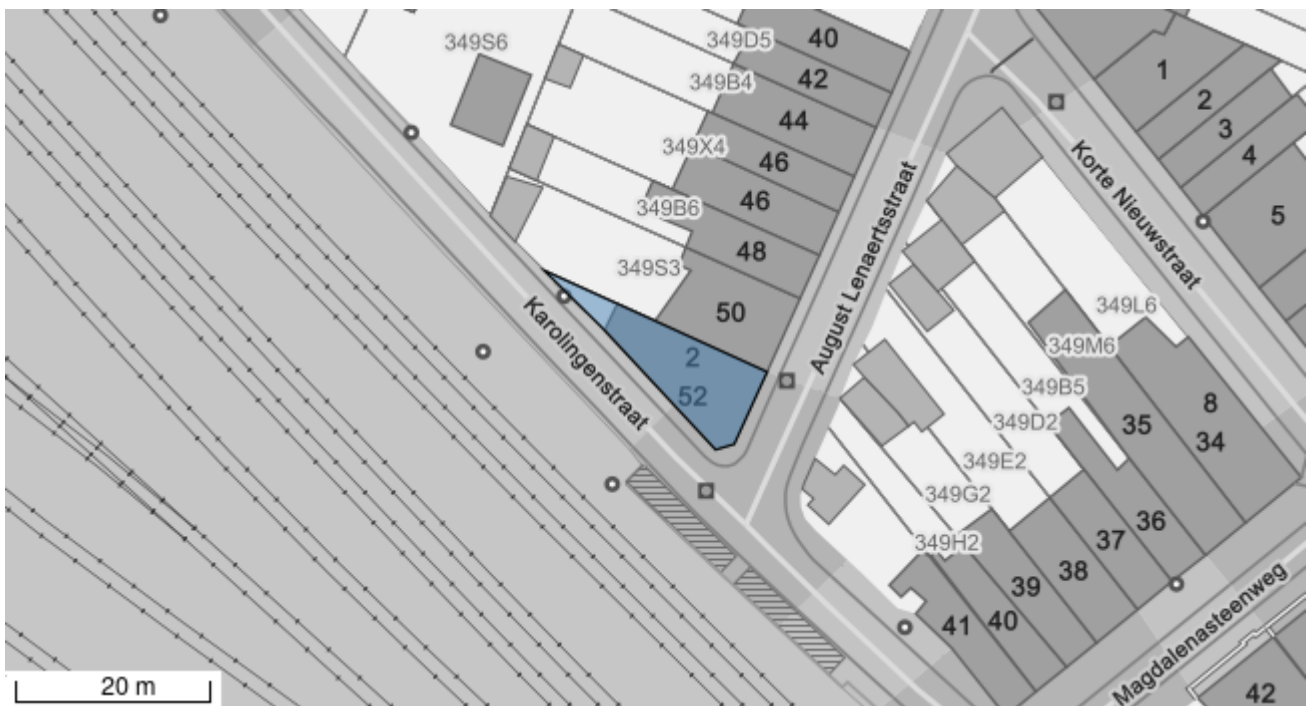 349S6
349D5
40
349B4
42
44
349X4
46
46
349B6
48
349S3
50
2
52
Karolingenstraat
August Lenaertsstraat
Korte Nieuwstraat
1
2
3
4
5
349L6
349M6
349B5
349D2
349E2
349G2
349H2
8
34
35
36
37
38
39
40
41
Magdalenasteenweg
42
20 m